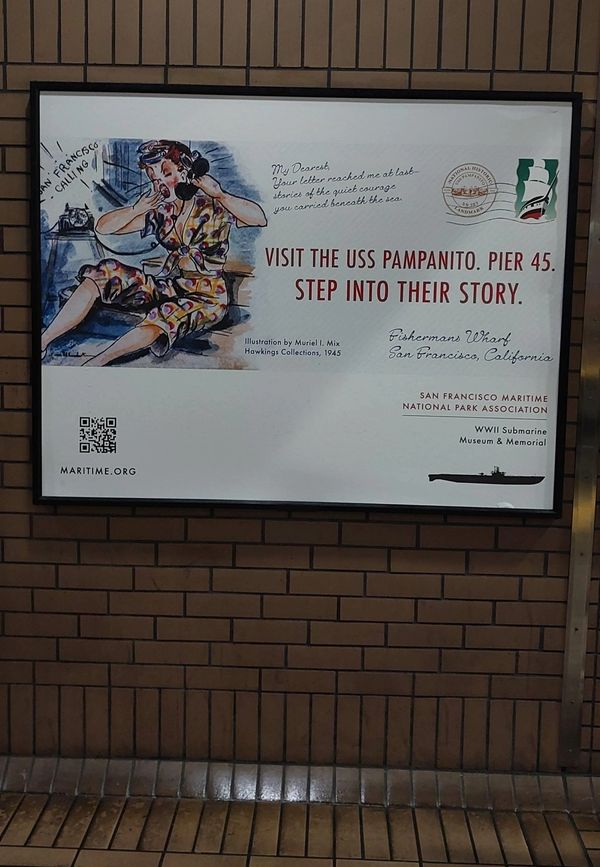 SAN FRANCISCO
CALLING
My Dearest,
Your letter reached me at last—
stories of the quiet courage
you carried beneath the sea.
NATIONAL HISTORIC
USS PAMPANITO
LANDMARK
VISIT THE USS PAMPANITO. PIER 45.
STEP INTO THEIR STORY.
Illustration by Muriel I. Mix
Hawkings Collections, 1945
Fishermans Wharf
San Francisco, California
SAN FRANCISCO MARITIME
NATIONAL PARK ASSOCIATION
WWII Submarine
Museum & Memorial
MARITIME.ORG